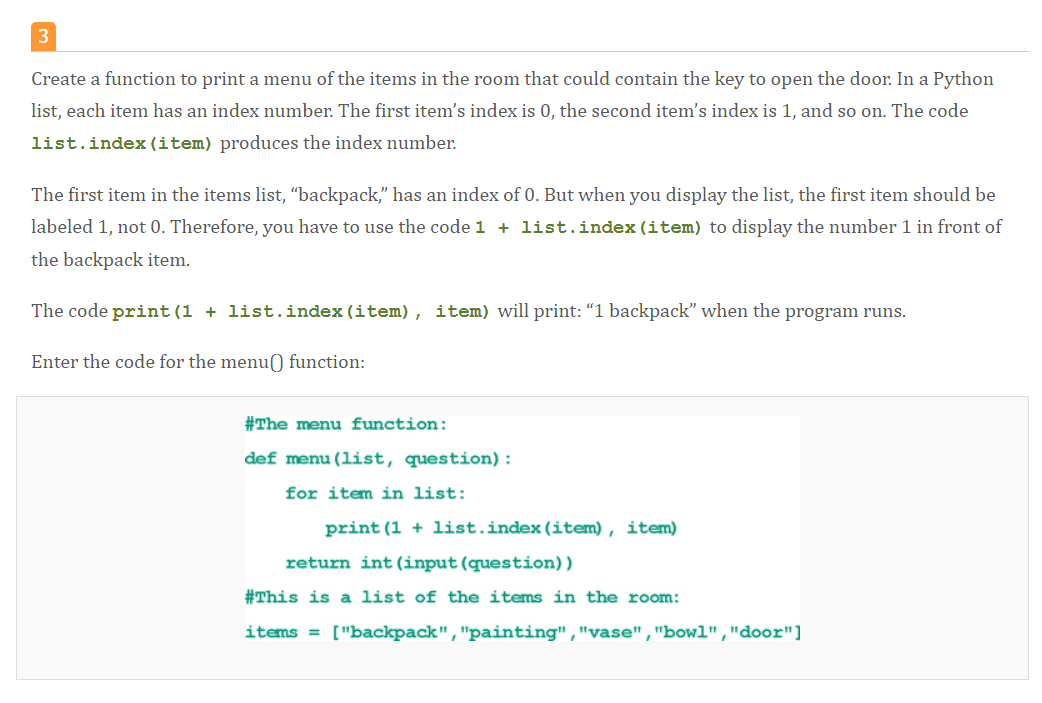 3
Create a function to print a menu of the items in the room that could contain the key to open the door. In a Python
list, each item has an index number. The first item’s index is 0, the second item’s index is 1, and so on. The code
list.index(item) produces the index number.
The first item in the items list, “backpack,” has an index of 0. But when you display the list, the first item should be
labeled 1, not 0. Therefore, you have to use the code 1 + list.index(item) to display the number 1 in front of
the backpack item.
The code print(1 + list.index(item), item) will print: “1 backpack” when the program runs.
Enter the code for the menu() function:
#The menu function:
def menu(list, question):
    for item in list:
        print(1 + list.index(item), item)
    return int(input(question))
#This is a list of the items in the room:
items = ["backpack","painting","vase","bowl","door"]